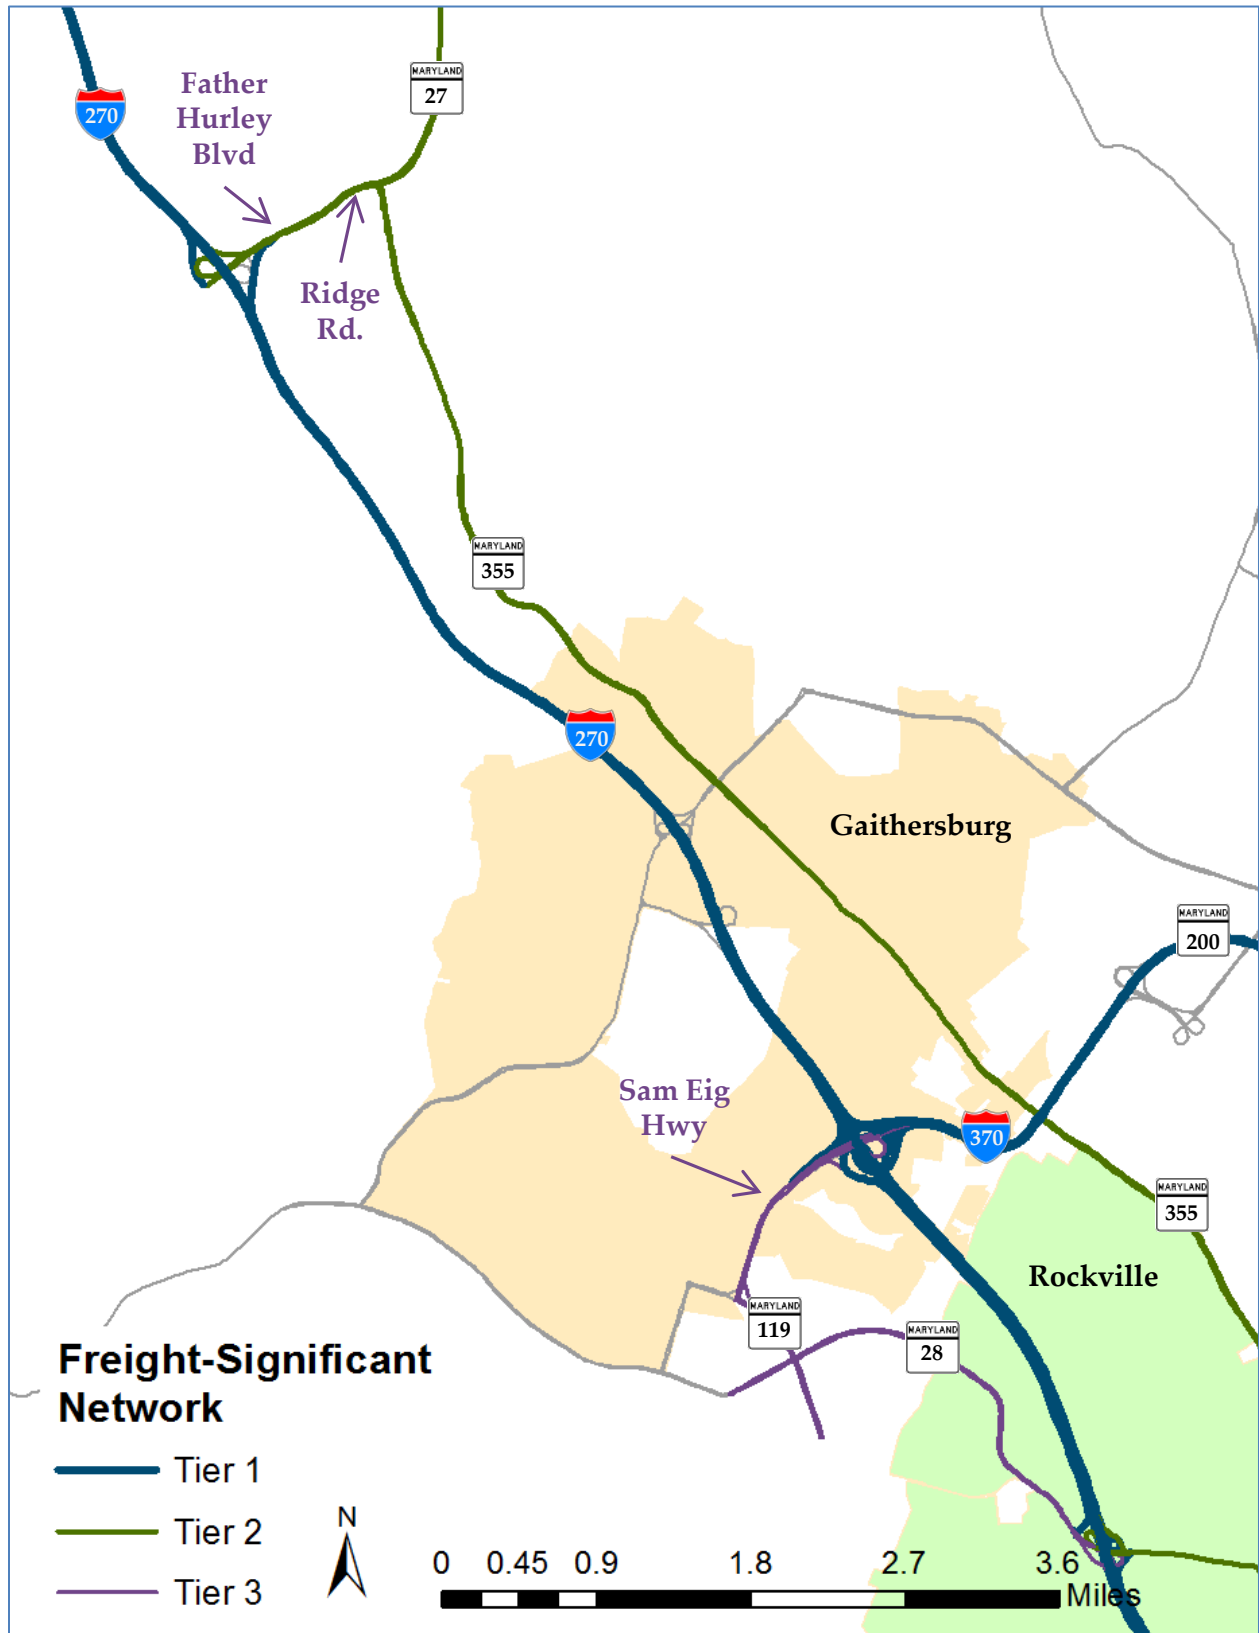 MARYLAND
27
Father
Hurley
Blvd
270
Ridge
Rd.
MARYLAND
355
270
Gaithersburg
MARYLAND
200
Sam Eig
Hwy
370
MARYLAND
355
Rockville
MARYLAND
119
MARYLAND
28
Freight-Significant
Network
Tier 1
Tier 2
Tier 3
N
0 0.45 0.9 1.8 2.7 3.6
Miles